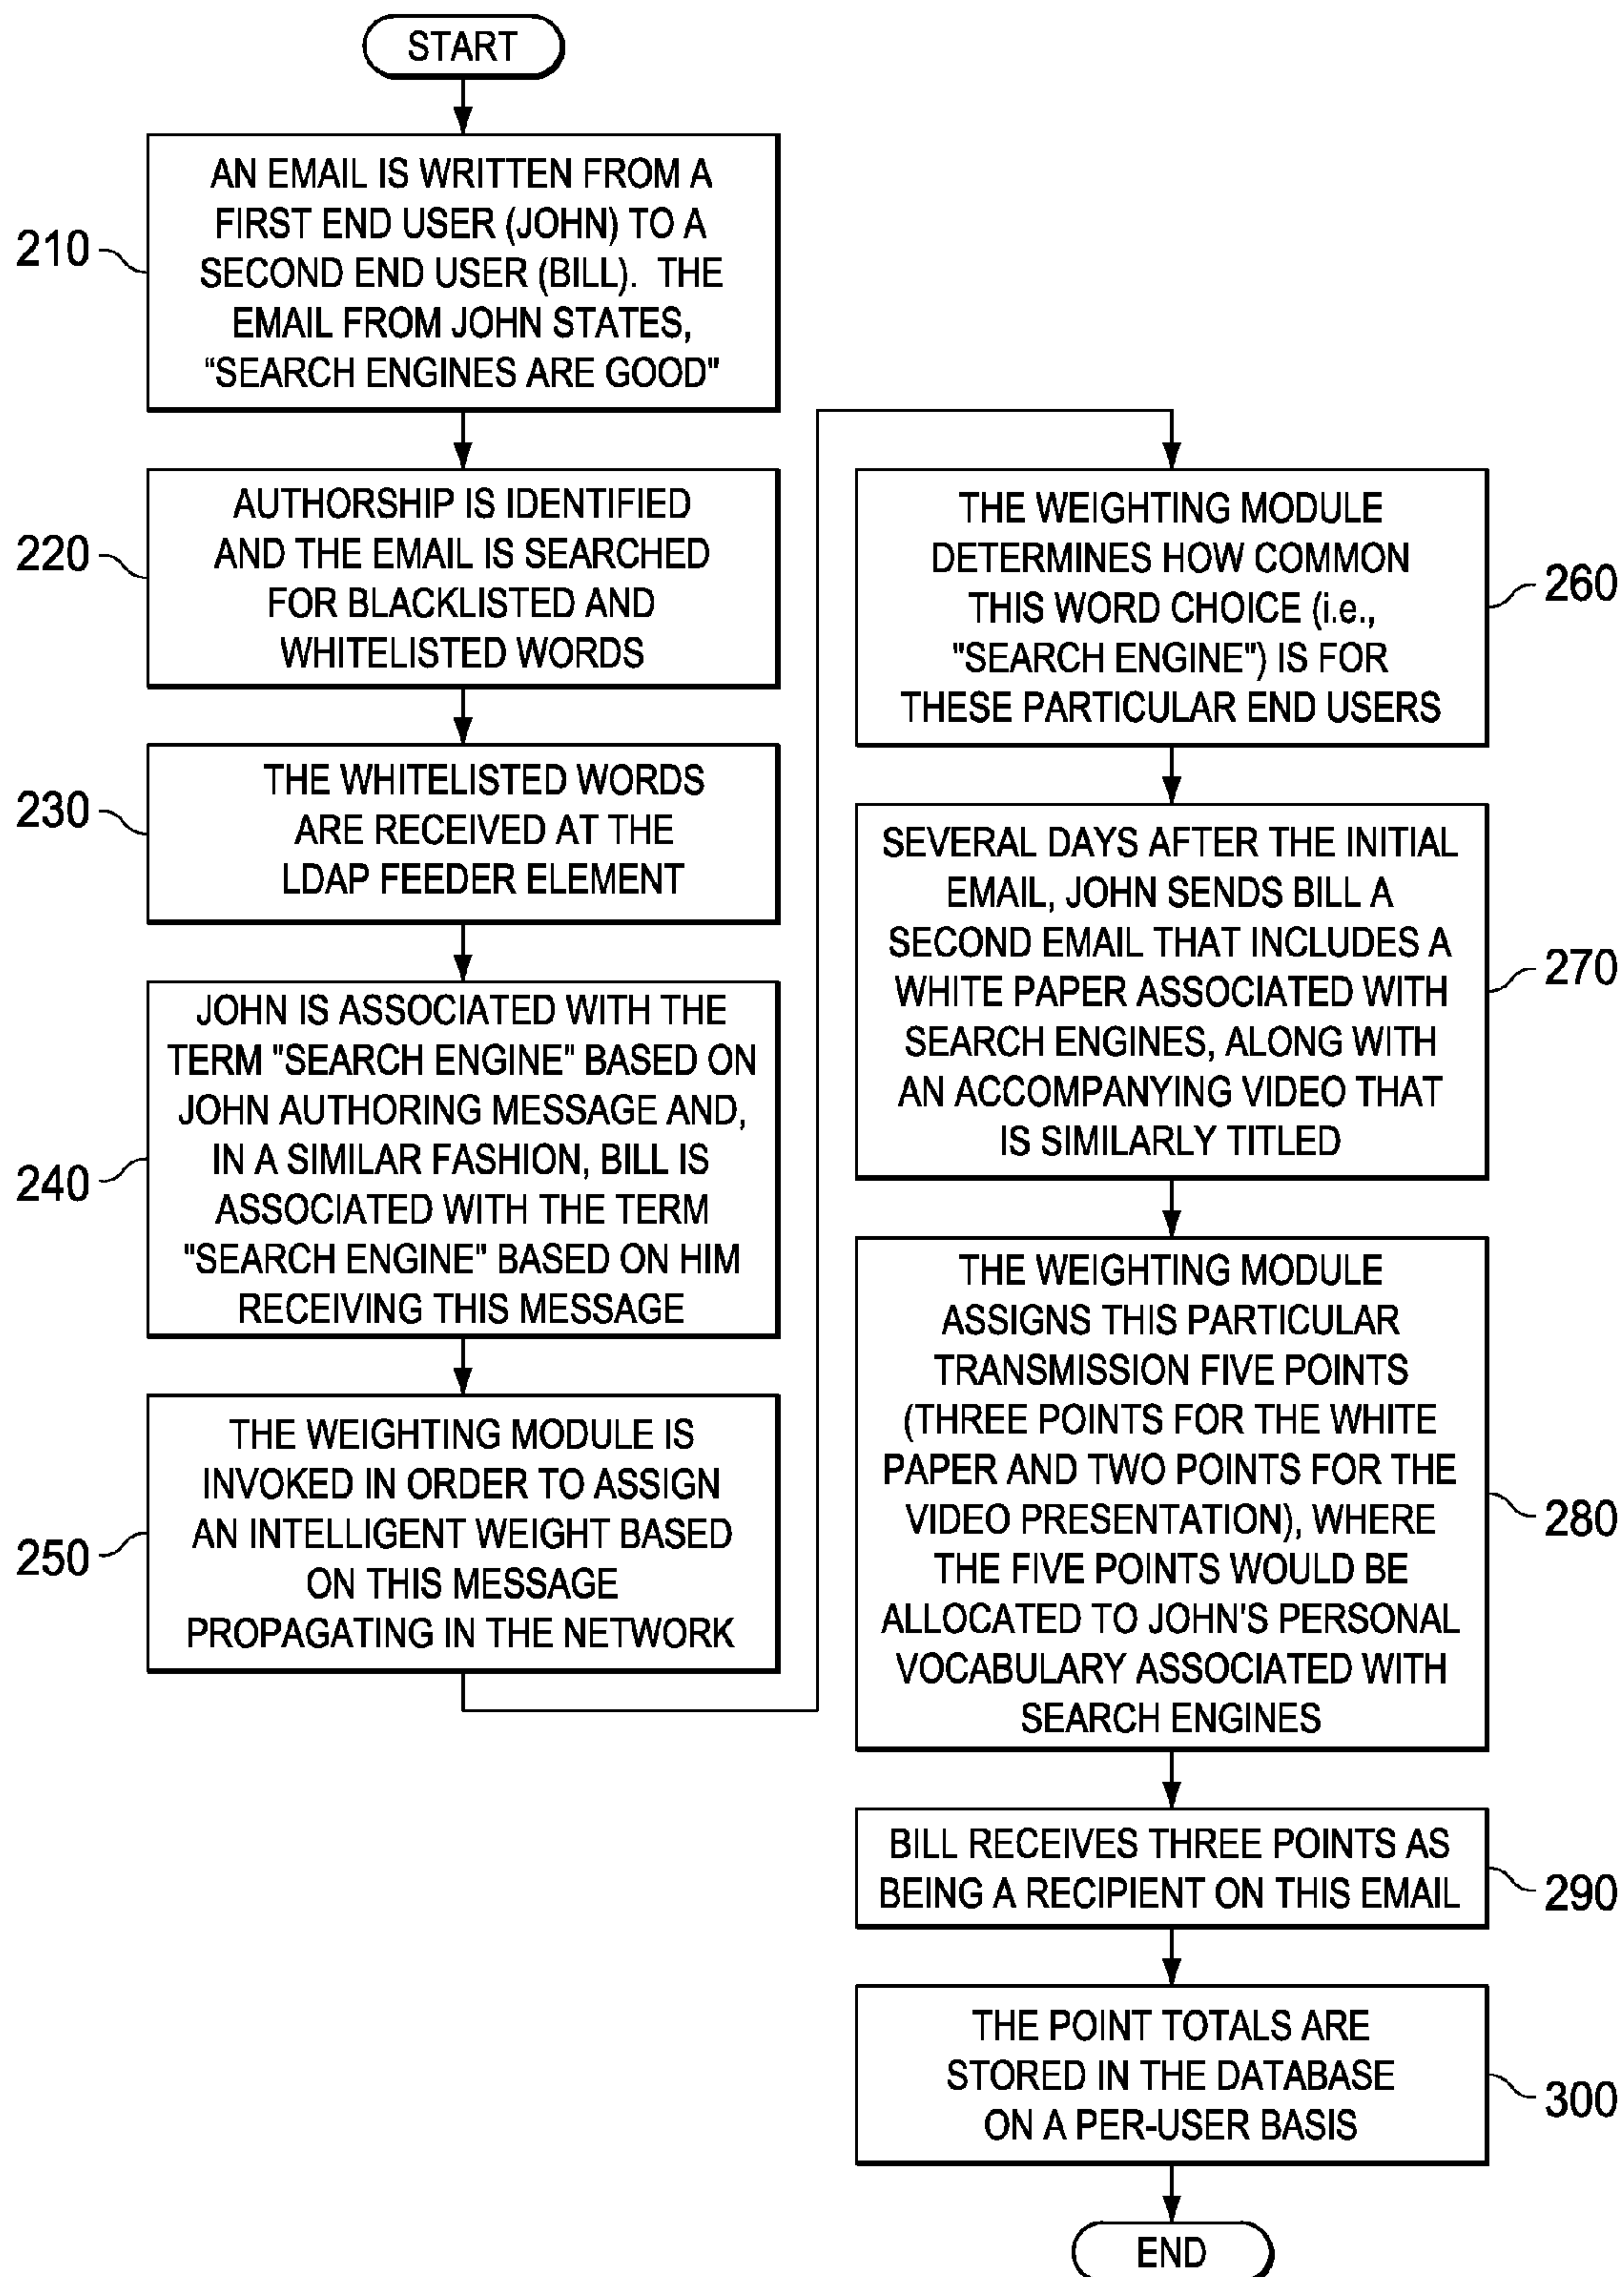 START
210
AN EMAIL IS WRITTEN FROM A
FIRST END USER (JOHN) TO A
SECOND END USER (BILL). THE
EMAIL FROM JOHN STATES,
“SEARCH ENGINES ARE GOOD"
220
AUTHORSHIP IS IDENTIFIED
AND THE EMAIL IS SEARCHED
FOR BLACKLISTED AND
WHITELISTED WORDS
230
THE WHITELISTED WORDS
ARE RECEIVED AT THE
LDAP FEEDER ELEMENT
240
JOHN IS ASSOCIATED WITH THE
TERM "SEARCH ENGINE" BASED ON
JOHN AUTHORING MESSAGE AND,
IN A SIMILAR FASHION, BILL IS
ASSOCIATED WITH THE TERM
"SEARCH ENGINE" BASED ON HIM
RECEIVING THIS MESSAGE
250
THE WEIGHTING MODULE IS
INVOKED IN ORDER TO ASSIGN
AN INTELLIGENT WEIGHT BASED
ON THIS MESSAGE
PROPAGATING IN THE NETWORK
THE WEIGHTING MODULE
DETERMINES HOW COMMON
THIS WORD CHOICE (i.e.,
"SEARCH ENGINE") IS FOR
THESE PARTICULAR END USERS
260
SEVERAL DAYS AFTER THE INITIAL
EMAIL, JOHN SENDS BILL A
SECOND EMAIL THAT INCLUDES A
WHITE PAPER ASSOCIATED WITH
SEARCH ENGINES, ALONG WITH
AN ACCOMPANYING VIDEO THAT
IS SIMILARLY TITLED
270
THE WEIGHTING MODULE
ASSIGNS THIS PARTICULAR
TRANSMISSION FIVE POINTS
(THREE POINTS FOR THE WHITE
PAPER AND TWO POINTS FOR THE
VIDEO PRESENTATION), WHERE
THE FIVE POINTS WOULD BE
ALLOCATED TO JOHN'S PERSONAL
VOCABULARY ASSOCIATED WITH
SEARCH ENGINES
280
BILL RECEIVES THREE POINTS AS
BEING A RECIPIENT ON THIS EMAIL
290
THE POINT TOTALS ARE
STORED IN THE DATABASE
ON A PER-USER BASIS
300
END